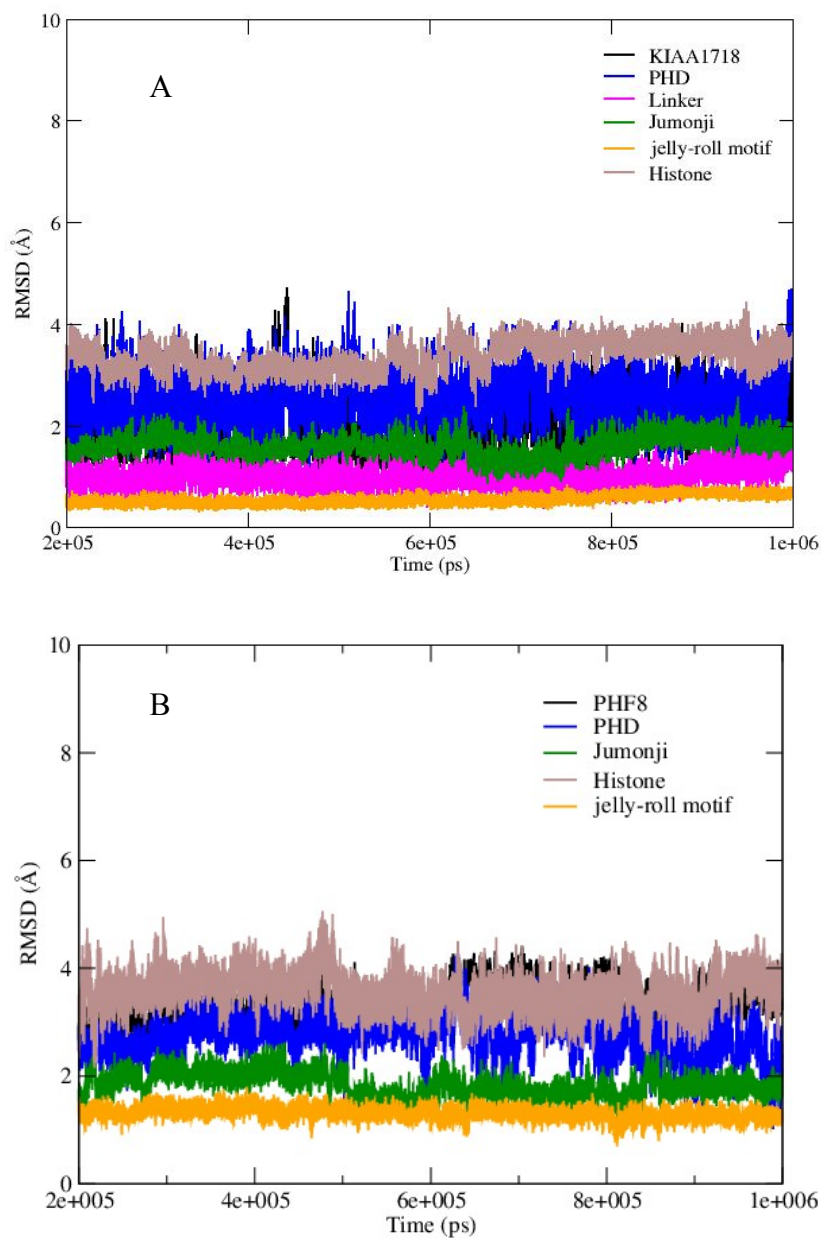 10
A
KIAA1718
PHD
Linker
Jumonji
jelly-roll motif
Histone
8
6
4
2
0
RMSD (Å)
2e+05 4e+05 6e+05 8e+05 1e+06
Time (ps)
10
B
PHF8
PHD
Jumonji
Histone
jelly-roll motif
8
6
4
2
0
RMSD (Å)
2e+005 4e+005 6e+005 8e+005 1e+006
Time (ps)